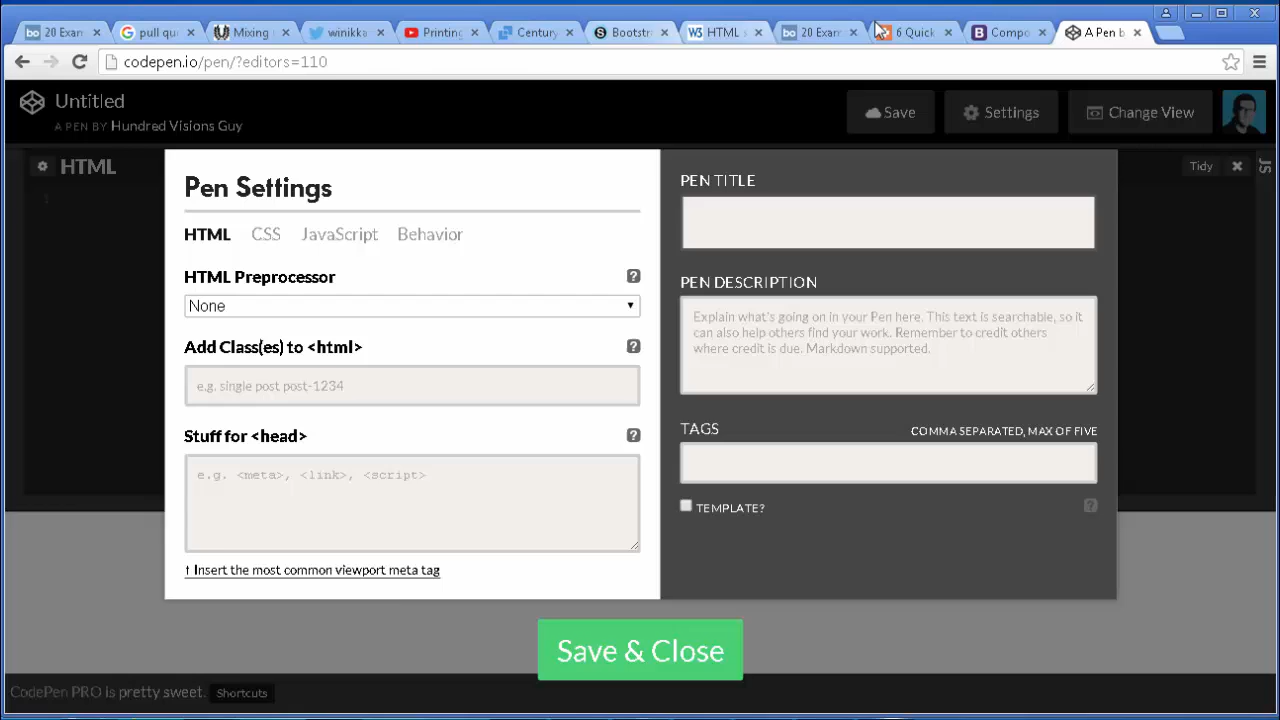 20 Exam
pull qu
Mixing
winikka
Printing
Century
Bootstr
HTML s
20 Exam
6 Quick
Compo
A Pen b
codepen.io/pen/?editors=110
Untitled
A PEN BY Hundred Visions Guy
Save
Settings
Change View
HTML
Tidy
JS
1
Pen Settings
HTML CSS JavaScript Behavior
HTML Preprocessor
None
Add Class(es) to <html>
e.g. single post post-1234
Stuff for <head>
e.g. <meta>, <link>, <script>
↑ Insert the most common viewport meta tag
PEN TITLE
PEN DESCRIPTION
Explain what's going on in your Pen here. This text is searchable, so it
can also help others find your work. Remember to credit others
where credit is due. Markdown supported.
TAGS
COMMA SEPARATED, MAX OF FIVE
TEMPLATE?
Save & Close
CodePen PRO is pretty sweet.
Shortcuts